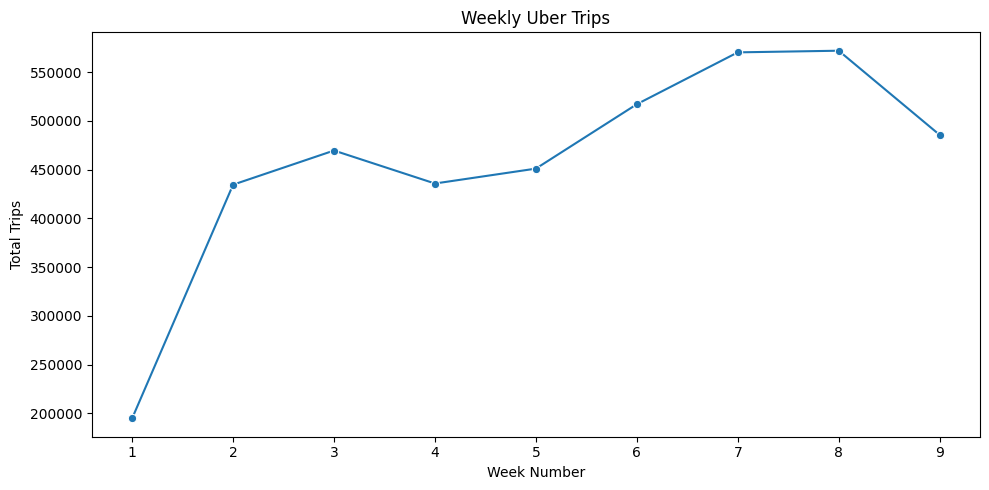 Weekly Uber Trips
Total Trips
550000
500000
450000
400000
350000
300000
250000
200000
1 2 3 4 5 6 7 8 9
Week Number